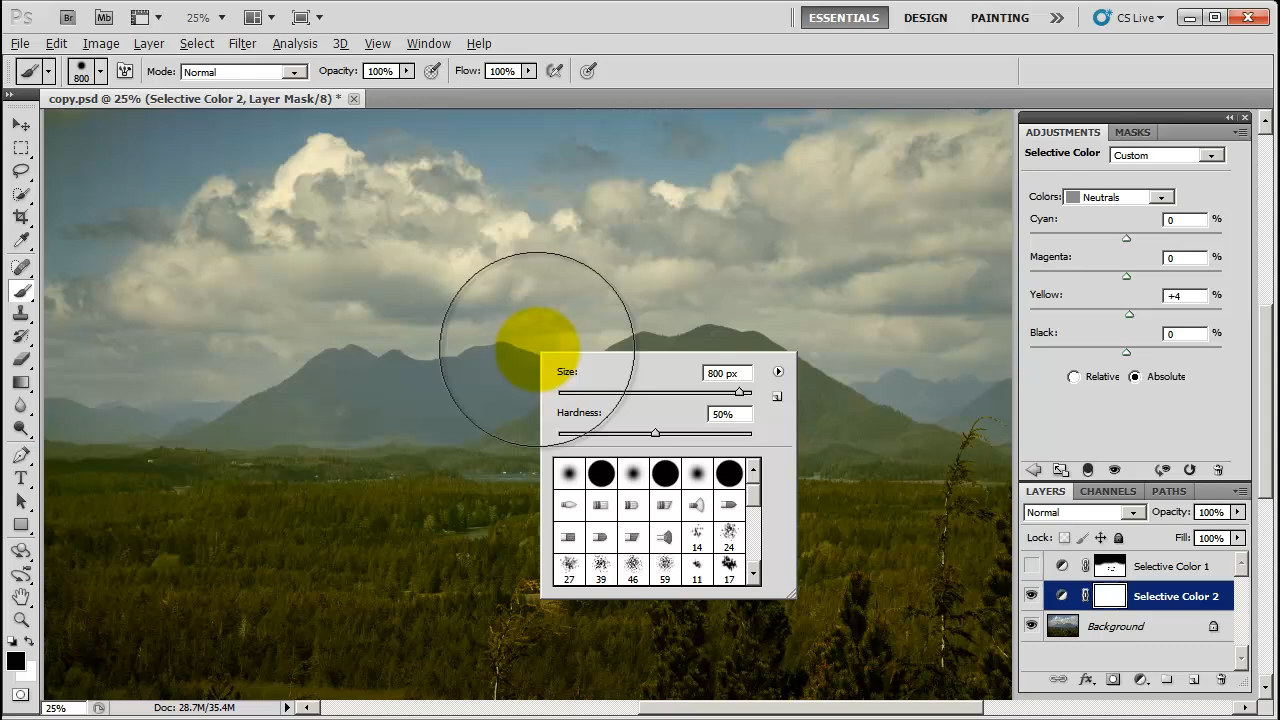 Ps Br Mb 25% ESSENTIALS DESIGN PAINTING CS Live
File Edit Image Layer Select Filter Analysis 3D View Window Help
800 Mode: Normal Opacity: 100% Flow: 100%
copy.psd @ 25% (Selective Color 2, Layer Mask/8) *
ADJUSTMENTS MASKS
Selective Color Custom
Colors: Neutrals
Cyan: 0 %
Magenta: 0 %
Yellow: +4 %
Black: 0 %
Relative Absolute
Size: 800 px
Hardness: 50%
14 24
27 39 46 59 11 17
LAYERS CHANNELS PATHS
Normal Opacity: 100%
Lock: Fill: 100%
Selective Color 1
Selective Color 2
Background
T
fx
25% Doc: 28.7M/35.4M